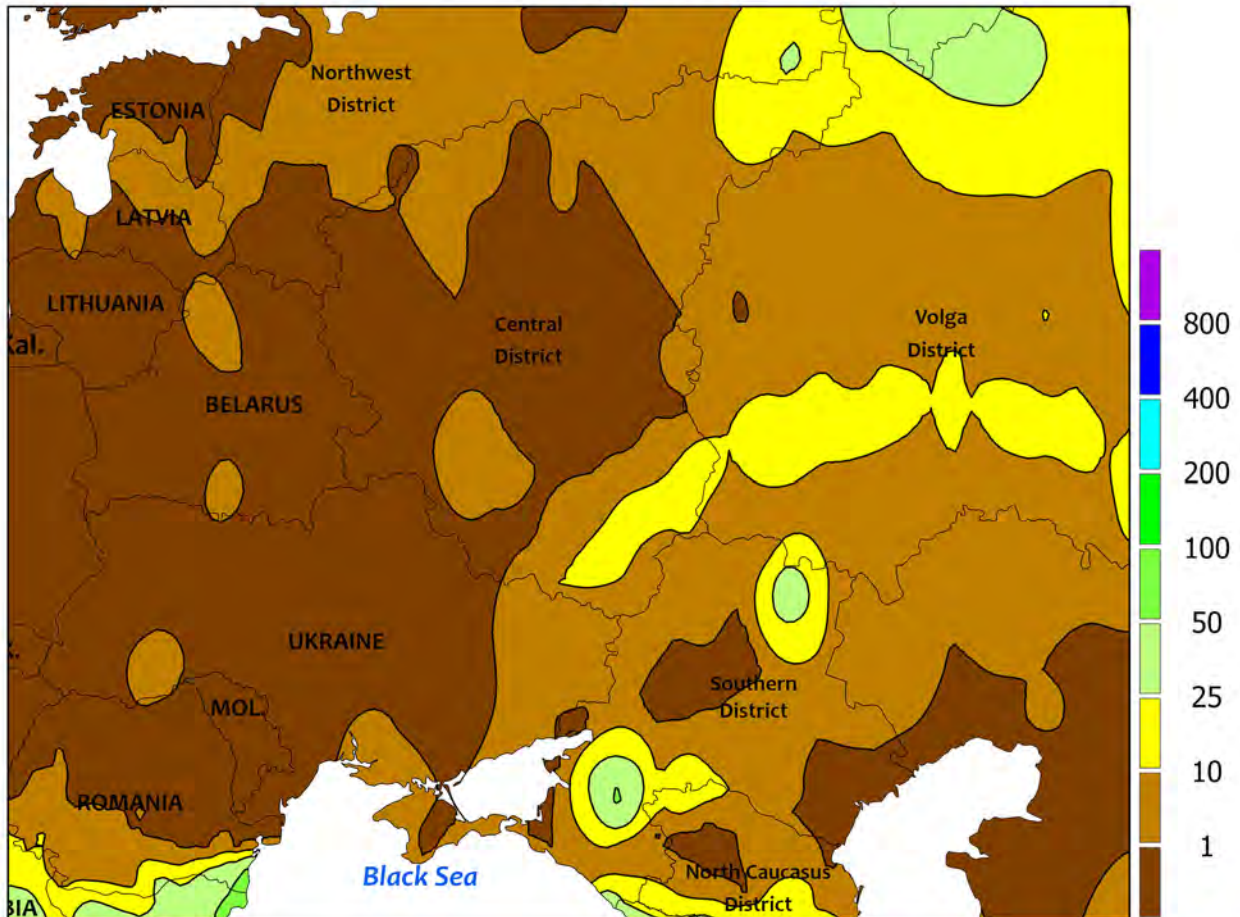 Northwest
District
ESTONIA
LATVIA
LITHUANIA
Kal.
Central
District
Volga
District
BELARUS
UKRAINE
MOL.
Southern
District
ROMANIA
Black Sea
North Caucasus
District
BIA
800
400
200
100
50
25
10
1